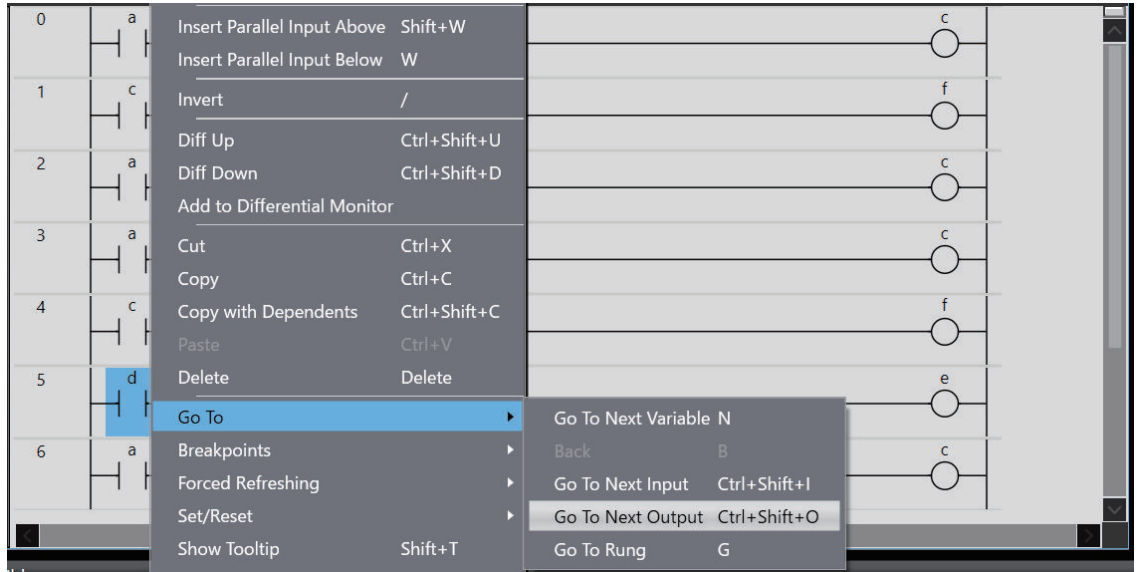 0 a c
Insert Parallel Input Above Shift+W
Insert Parallel Input Below W
1 c f
Invert /
Diff Up Ctrl+Shift+U
2 a c
Diff Down Ctrl+Shift+D
Add to Differential Monitor
3 a c
Cut Ctrl+X
Copy Ctrl+C
4 c f
Copy with Dependents Ctrl+Shift+C
Paste Ctrl+V
5 d e
Delete Delete
Go To Go To Next Variable N
6 a c
Breakpoints Back B
Forced Refreshing Go To Next Input Ctrl+Shift+I
Set/Reset Go To Next Output Ctrl+Shift+O
Show Tooltip Shift+T Go To Rung G